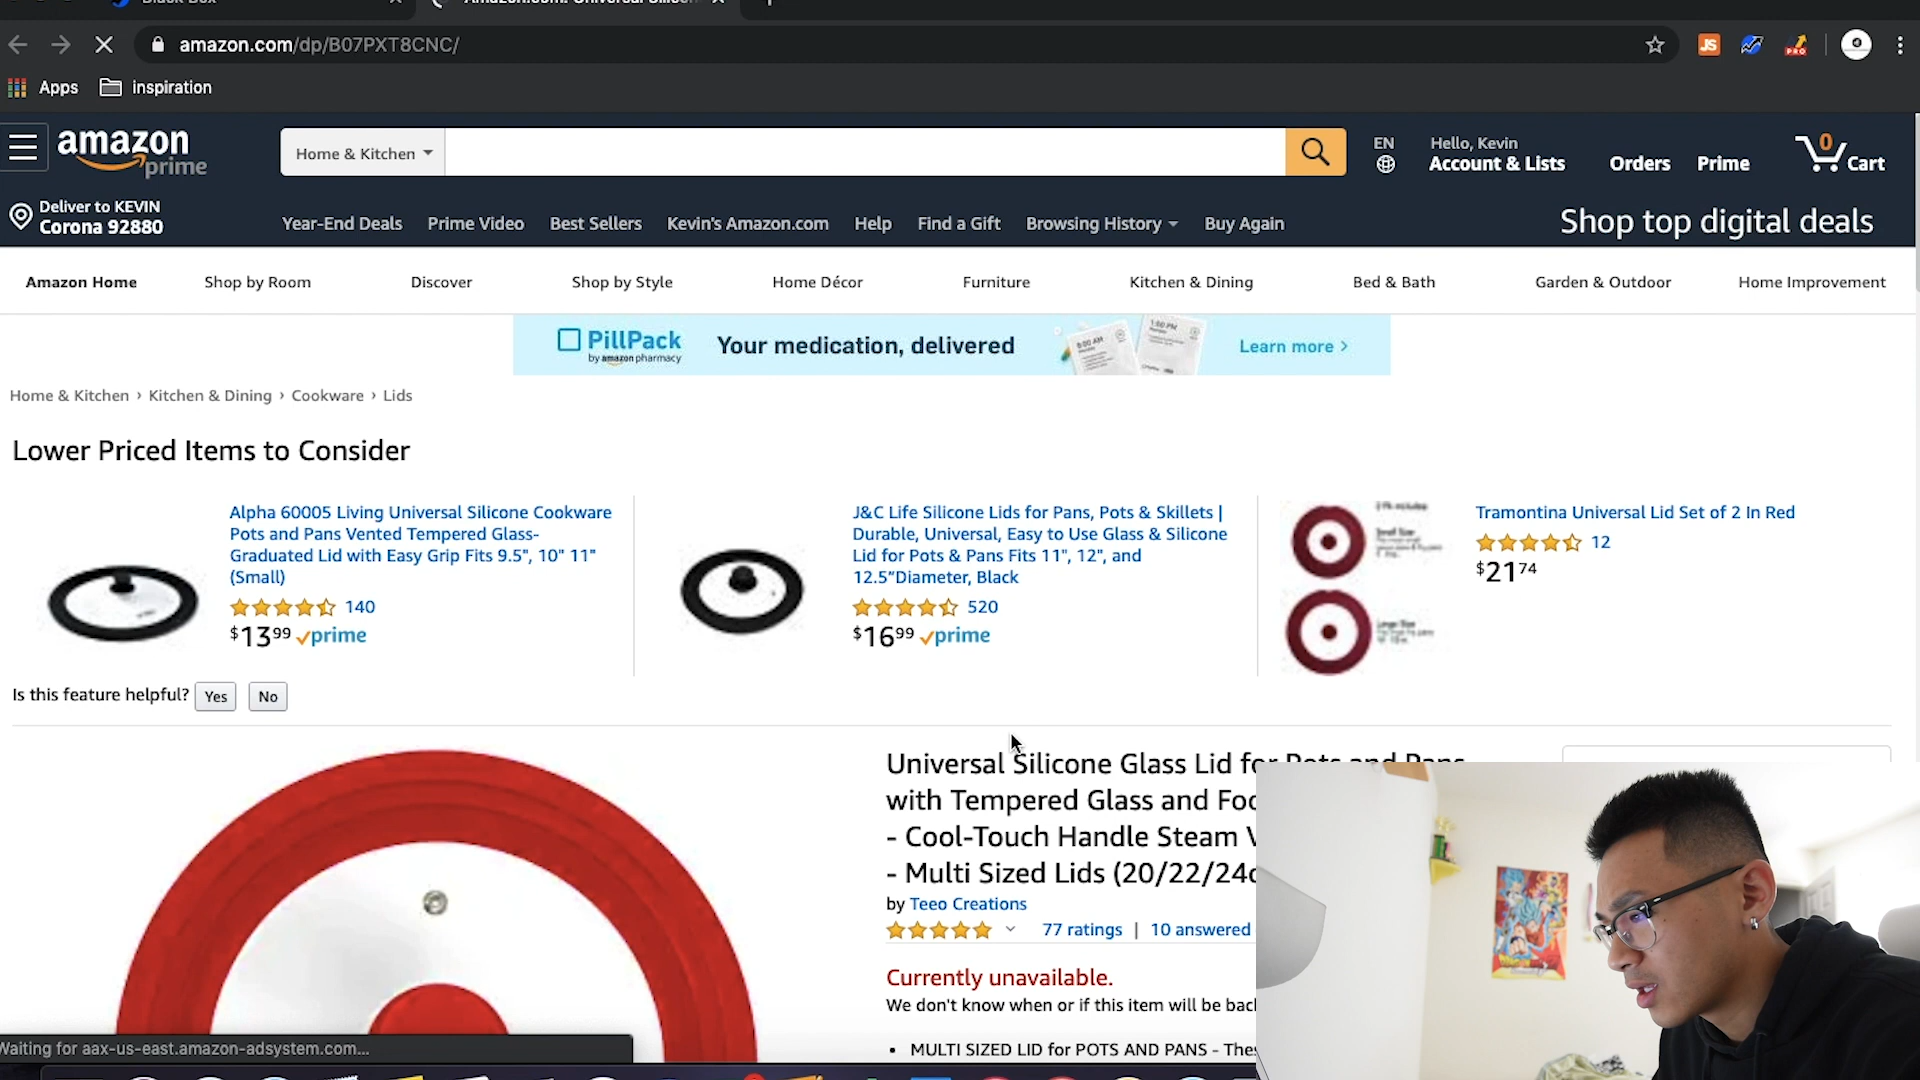 amazon.com/dp/B07PXT8CNC/
JS
PRO
Apps
inspiration
amazon
prime
Home & Kitchen
EN
Hello, Kevin
Account & Lists
Orders
Prime
0
Cart
Deliver to KEVIN
Corona 92880
Year-End Deals
Prime Video
Best Sellers
Kevin's Amazon.com
Help
Find a Gift
Browsing History
Buy Again
Shop top digital deals
Amazon Home
Shop by Room
Discover
Shop by Style
Home Décor
Furniture
Kitchen & Dining
Bed & Bath
Garden & Outdoor
Home Improvement
PillPack
by amazon pharmacy
Your medication, delivered
Learn more ›
Home & Kitchen › Kitchen & Dining › Cookware › Lids
Lower Priced Items to Consider
Alpha 60005 Living Universal Silicone Cookware
Pots and Pans Vented Tempered Glass-
Graduated Lid with Easy Grip Fits 9.5", 10" 11"
(Small)
140
$13⁹⁹ prime
J&C Life Silicone Lids for Pans, Pots & Skillets |
Durable, Universal, Easy to Use Glass & Silicone
Lid for Pots & Pans Fits 11", 12", and
12.5”Diameter, Black
520
$16⁹⁹ prime
Tramontina Universal Lid Set of 2 In Red
12
$21⁷⁴
Is this feature helpful? Yes No
Universal Silicone Glass Lid for Pots and Pans
with Tempered Glass and
- Cool-Touch Handle Steam
- Multi Sized Lids (20/22/24
by Teeo Creations
77 ratings | 10 answered
Currently unavailable.
We don't know when or if this item will be
• MULTI SIZED LID for POTS AND PANS -
Waiting for aax-us-east.amazon-adsystem.com...